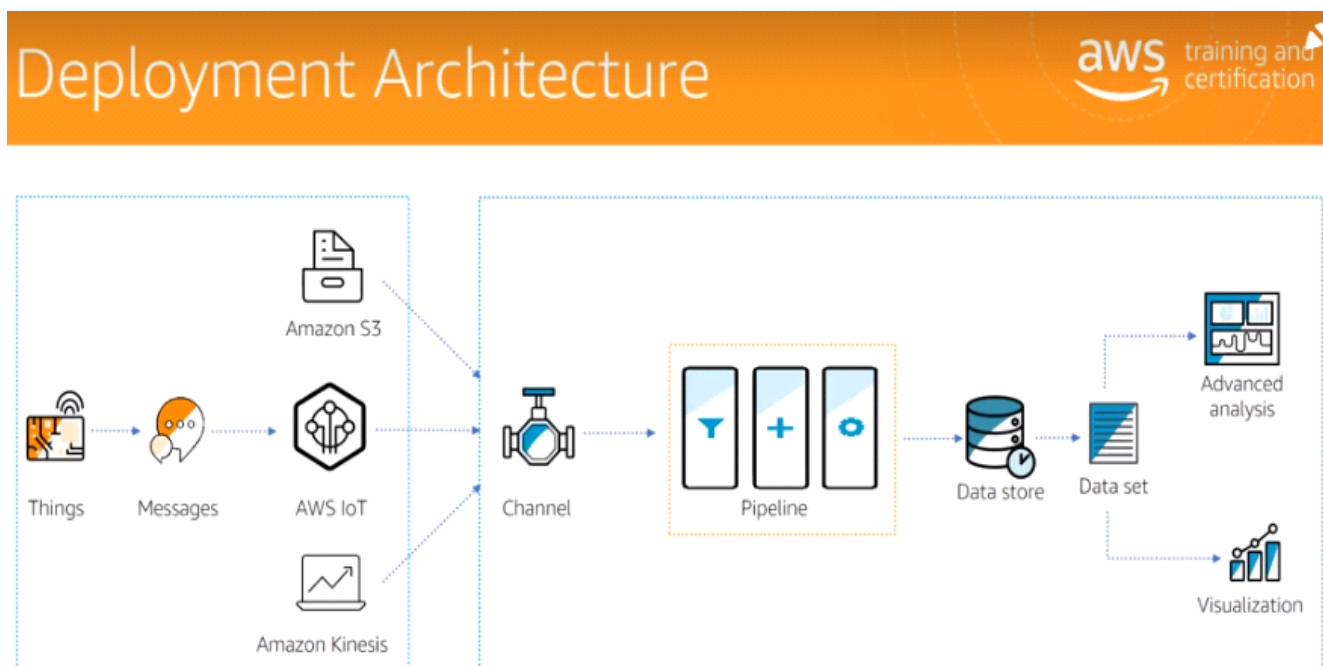 Deployment Architecture
aws training and
certification
Amazon S3
Things
Messages
AWS IoT
Amazon Kinesis
Channel
Pipeline
Data store
Data set
Advanced
analysis
Visualization